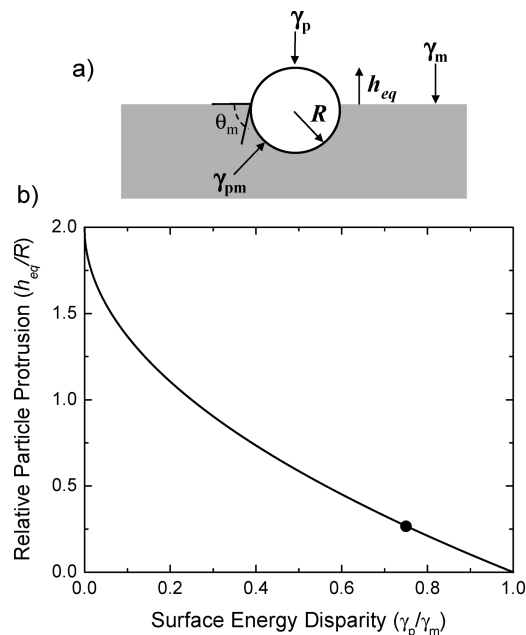 a)
γp
γm
heq
R
θm
γpm
b)
Relative Particle Protrusion (heq/R)
2.0
1.5
1.0
0.5
0.0
0.0 0.2 0.4 0.6 0.8 1.0
Surface Energy Disparity (γp/γm)